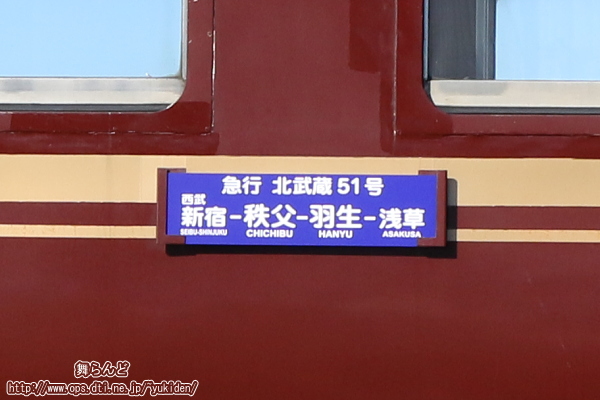 急行 北武蔵51号
西武
新宿-秩父-羽生-浅草
SEIBU-SHINJUKU CHICHIBU HANYU ASAKUSA
舞らんど
http://www.ops.dti.ne.jp/~yukiden/